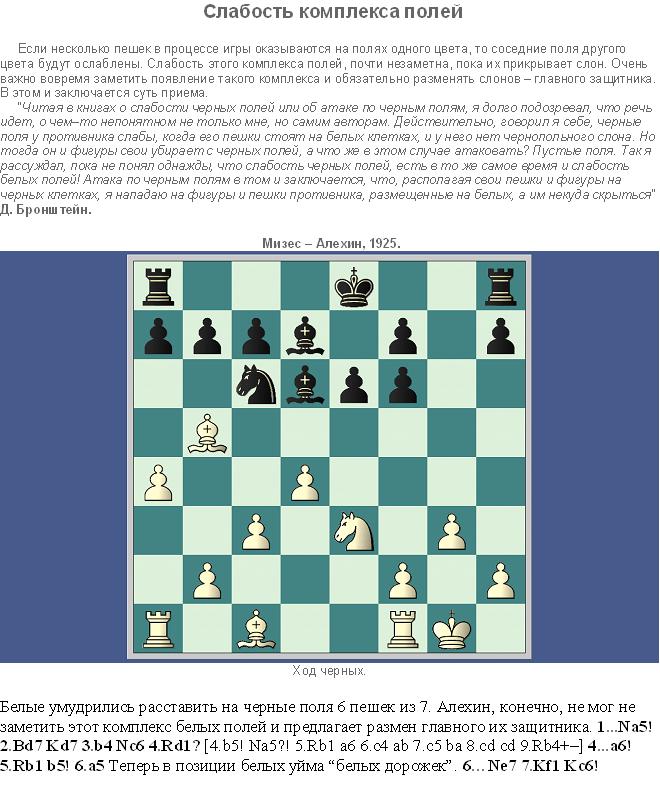 Слабость комплекса полей
Если несколько пешек в процессе игры оказываются на полях одного цвета, то соседние поля другого
цвета будут ослаблены. Слабость этого комплекса полей, почти незаметна, пока их прикрывает слон. Очень
важно вовремя заметить появление такого комплекса и обязательно разменять слонов – главного защитника.
В этом и заключается суть приема.
"Читая в книгах о слабости черных полей или об атаке по черным полям, я долго подозревал, что речь
идет, о чем–то непонятном не только мне, но самим авторам. Действительно, говорил я себе, черные
поля у противника слабы, когда его пешки стоят на белых клетках, и у него нет чернопольного слона. Но
тогда он и фигуры свои убирает с черных полей, а что же в этом случае атаковать? Пустые поля. Так я
рассуждал, пока не понял однажды, что слабость черных полей, есть в то же самое время и слабость
белых полей! Атака по черным полям в том и заключается, что, располагая свои пешки и фигуры на
черных клетках, я нападаю на фигуры и пешки противника, размещенные на белых, а им некуда скрыться"
Д. Бронштейн.
Мизес – Алехин, 1925.
Ход черных.
Белые умудрились расставить на черные поля 6 пешек из 7. Алехин, конечно, не мог не
заметить этот комплекс белых полей и предлагает размен главного их защитника. 1...Na5!
2.Bd7 Kd7 3.b4 Nc6 4.Rd1? [4.b5! Na5?! 5.Rb1 a6 6.c4 ab 7.c5 ba 8.cd cd 9.Rb4+–] 4...a6!
5.Rb1 b5! 6.a5 Теперь в позиции белых уйма “белых дорожек”. 6... Ne7 7.Kf1 Kc6!